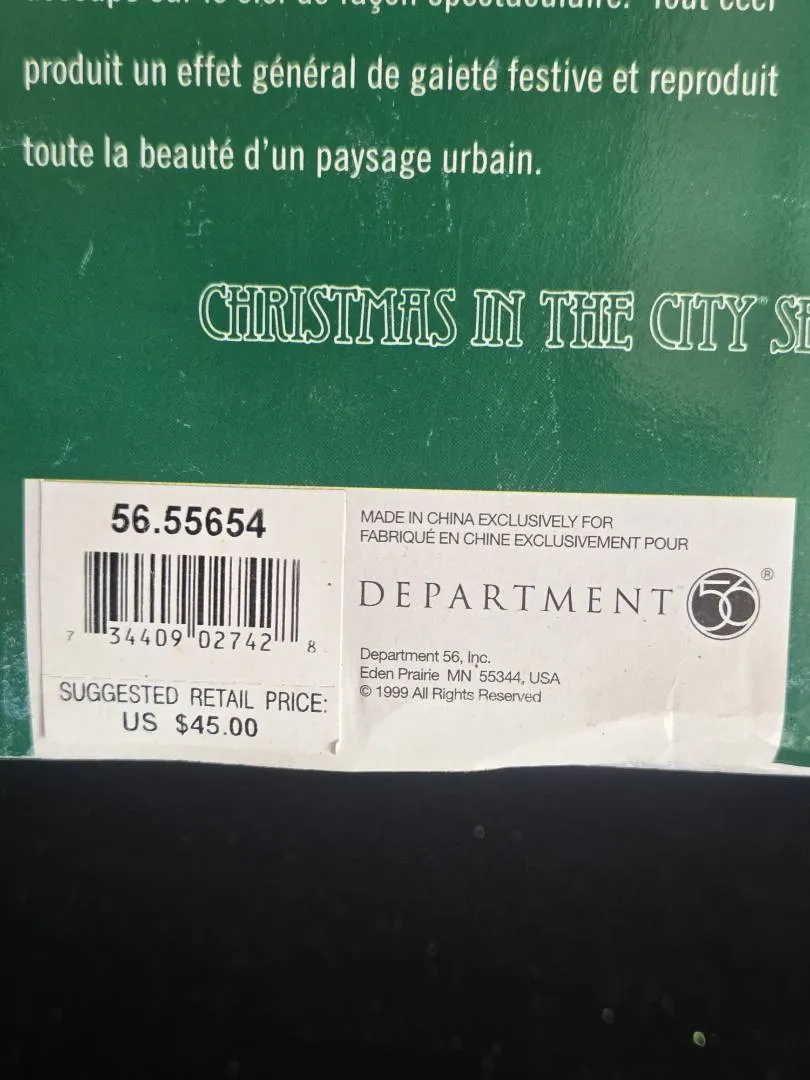 produit un effet général de gaieté festive et reproduit
toute la beauté d'un paysage urbain.
CHRISTMAS IN THE CITY®
56.55654
7 34409 02742 8
SUGGESTED RETAIL PRICE:
US $45.00
MADE IN CHINA EXCLUSIVELY FOR
FABRIQUÉ EN CHINE EXCLUSIVEMENT POUR
DEPARTMENT 56®
Department 56, Inc.
Eden Prairie MN 55344, USA
© 1999 All Rights Reserved